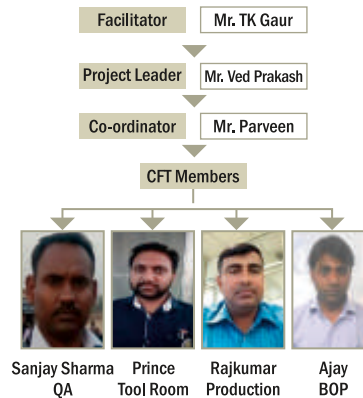 Facilitator Mr. TK Gaur
Project Leader Mr. Ved Prakash
Co-ordinator Mr. Parveen
CFT Members
Sanjay Sharma Prince Rajkumar Ajay
QA Tool Room Production BOP